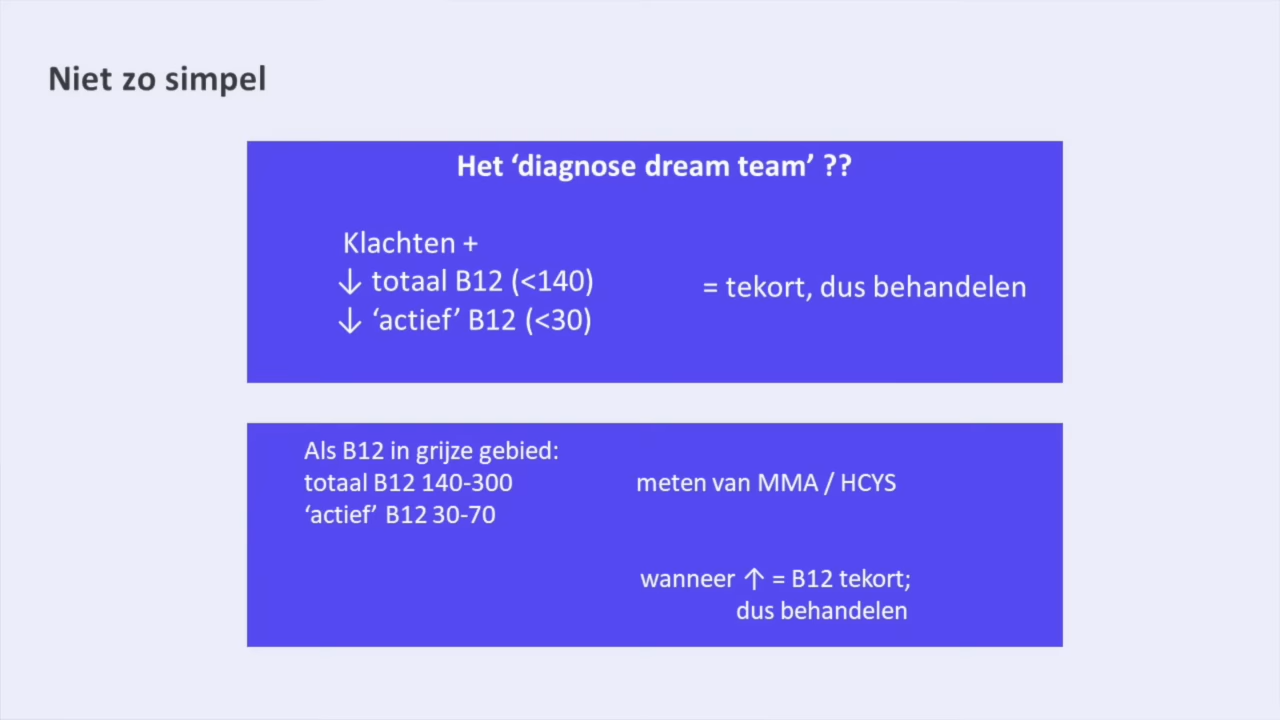 Niet zo simpel
Het ‘diagnose dream team’ ??
Klachten +
↓ totaal B12 (<140)
↓ ‘actief’ B12 (<30)
= tekort, dus behandelen
Als B12 in grijze gebied:
totaal B12 140-300
‘actief’ B12 30-70
meten van MMA / HCYS
wanneer ↑ = B12 tekort;
dus behandelen